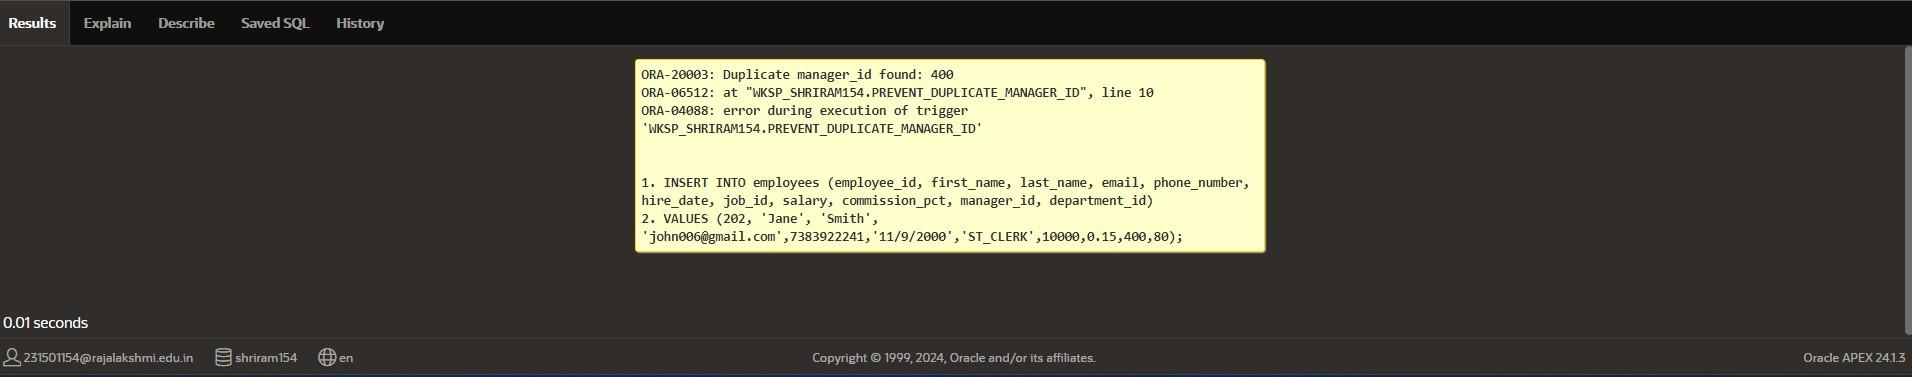 Results Explain Describe Saved SQL History
ORA-20003: Duplicate manager_id found: 400
ORA-06512: at "WKSP_SHRIRAM154.PREVENT_DUPLICATE_MANAGER_ID", line 10
ORA-04088: error during execution of trigger
'WKSP_SHRIRAM154.PREVENT_DUPLICATE_MANAGER_ID'
1. INSERT INTO employees (employee_id, first_name, last_name, email, phone_number,
hire_date, job_id, salary, commission_pct, manager_id, department_id)
2. VALUES (202, 'Jane', 'Smith',
'john006@gmail.com',7383922241,'11/9/2000','ST_CLERK',10000,0.15,400,80);
0.01 seconds
231501154@rajalakshmi.edu.in shriram154 en Copyright © 1999, 2024, Oracle and/or its affiliates. Oracle APEX 24.1.3